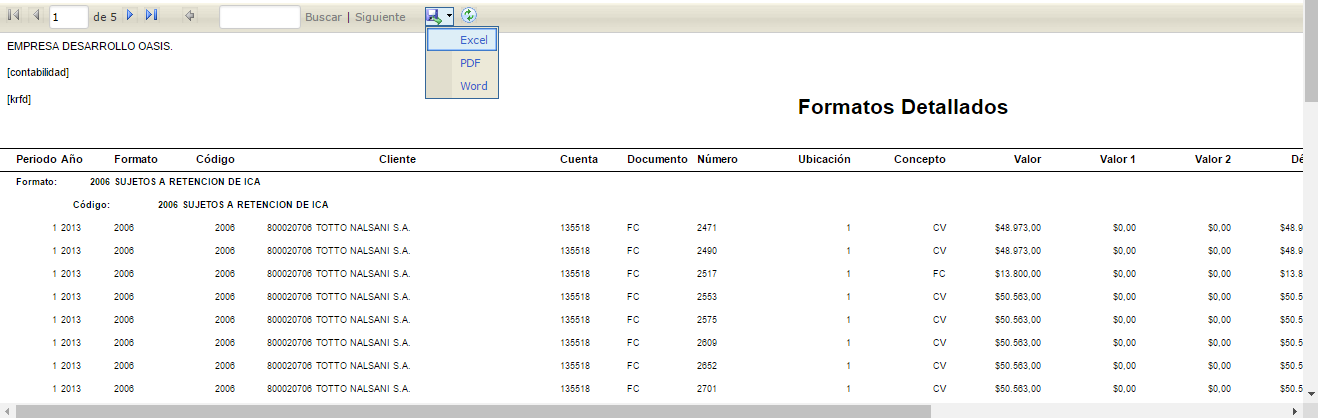 1 de 5 Buscar | Siguiente
Excel
PDF
Word
EMPRESA DESARROLLO OASIS.
[contabilidad]
[krfd]
Formatos Detallados
Periodo Año Formato Código Cliente Cuenta Documento Número Ubicación Concepto Valor Valor 1 Valor 2 Dé
Formato: 2006 SUJETOS A RETENCION DE ICA
Código: 2006 SUJETOS A RETENCION DE ICA
1 2013 2006 2006 800020706 TOTTO NALSANI S.A. 135518 FC 2471 1 CV $48.973,00 $0,00 $0,00 $48.9
1 2013 2006 2006 800020706 TOTTO NALSANI S.A. 135518 FC 2490 1 CV $48.973,00 $0,00 $0,00 $48.9
1 2013 2006 2006 800020706 TOTTO NALSANI S.A. 135518 FC 2517 1 FC $13.800,00 $0,00 $0,00 $13.8
1 2013 2006 2006 800020706 TOTTO NALSANI S.A. 135518 FC 2553 1 CV $50.563,00 $0,00 $0,00 $50.5
1 2013 2006 2006 800020706 TOTTO NALSANI S.A. 135518 FC 2575 1 CV $50.563,00 $0,00 $0,00 $50.5
1 2013 2006 2006 800020706 TOTTO NALSANI S.A. 135518 FC 2609 1 CV $50.563,00 $0,00 $0,00 $50.5
1 2013 2006 2006 800020706 TOTTO NALSANI S.A. 135518 FC 2652 1 CV $50.563,00 $0,00 $0,00 $50.5
1 2013 2006 2006 800020706 TOTTO NALSANI S.A. 135518 FC 2701 1 CV $50.563,00 $0,00 $0,00 $50.5